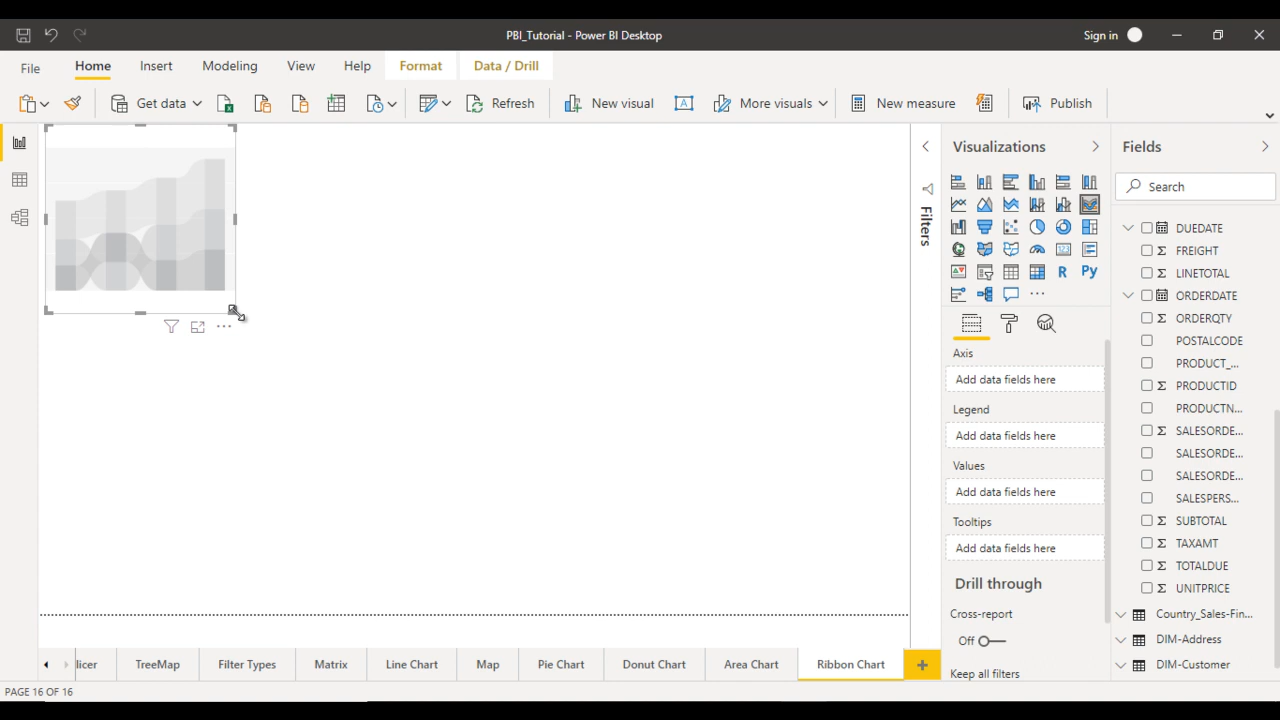 PBI_Tutorial - Power BI Desktop
Sign in
File
Home
Insert
Modeling
View
Help
Format
Data / Drill
Get data
Refresh
New visual
More visuals
New measure
Publish
Filters
Visualizations
Axis
Add data fields here
Legend
Add data fields here
Values
Add data fields here
Tooltips
Add data fields here
Drill through
Cross-report
Off
Keep all filters
Fields
Search
DUEDATE
FREIGHT
LINETOTAL
ORDERDATE
ORDERQTY
POSTALCODE
PRODUCT_...
PRODUCTID
PRODUCTN...
SALESORDE...
SALESORDE...
SALESORDE...
SALESPERS...
SUBTOTAL
TAXAMT
TOTALDUE
UNITPRICE
Country_Sales-Fin...
DIM-Address
DIM-Customer
licer
TreeMap
Filter Types
Matrix
Line Chart
Map
Pie Chart
Donut Chart
Area Chart
Ribbon Chart
PAGE 16 OF 16